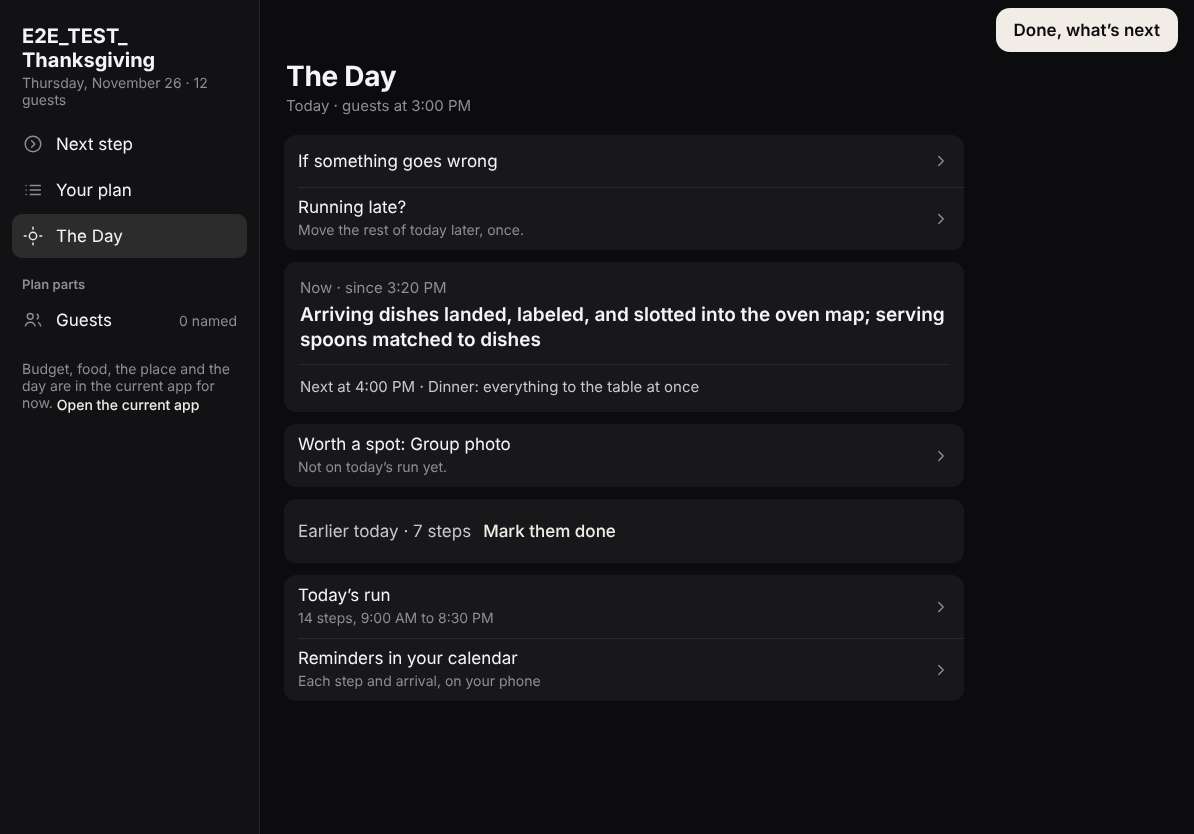 E2E_TEST_
Thanksgiving
Thursday, November 26 · 12
guests
Next step
Your plan
The Day
Plan parts
Guests 0 named
Budget, food, the place and the
day are in the current app for
now. Open the current app
Done, what’s next
The Day
Today · guests at 3:00 PM
If something goes wrong
Running late?
Move the rest of today later, once.
Now · since 3:20 PM
Arriving dishes landed, labeled, and slotted into the oven map; serving
spoons matched to dishes
Next at 4:00 PM · Dinner: everything to the table at once
Worth a spot: Group photo
Not on today’s run yet.
Earlier today · 7 steps Mark them done
Today’s run
14 steps, 9:00 AM to 8:30 PM
Reminders in your calendar
Each step and arrival, on your phone